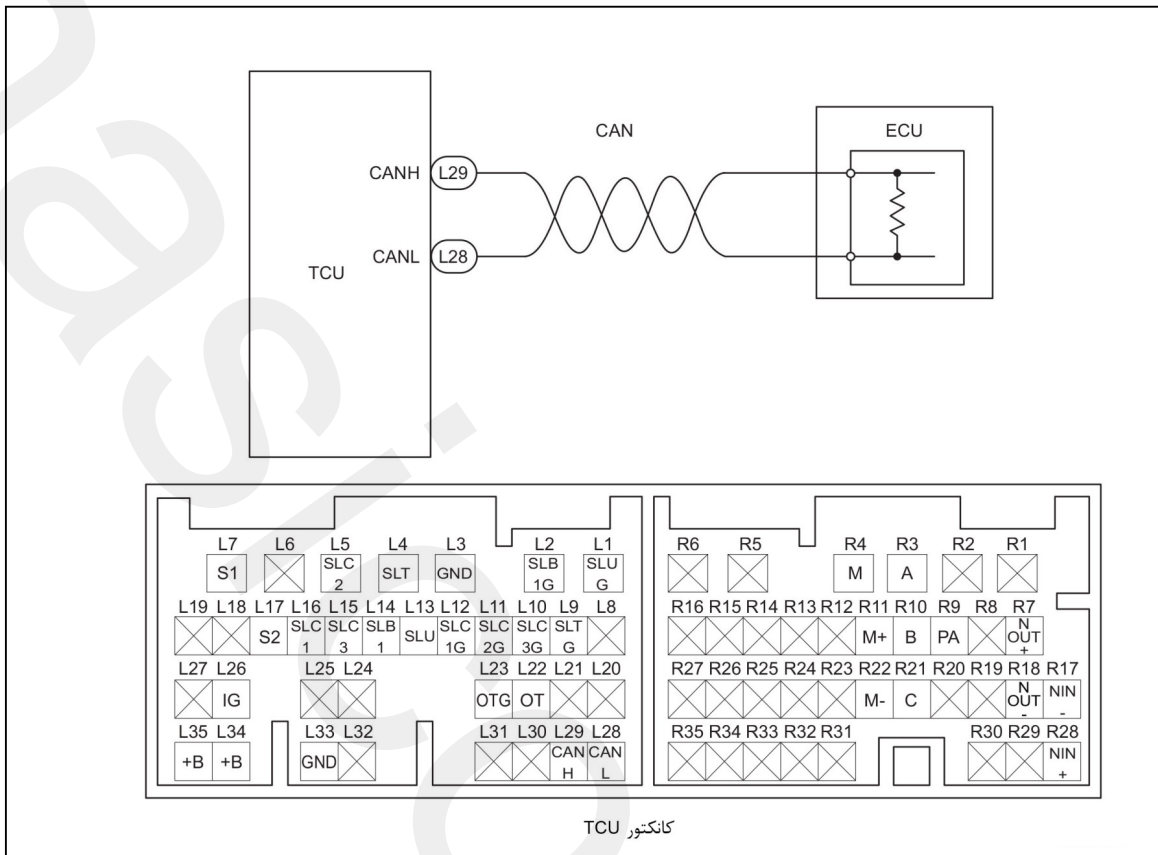 CAN
ECU
CANH L29
CANL L28
TCU
L7 L6 L5 L4 L3 L2 L1 R6 R5 R4 R3 R2 R1
S1 SLC 2 SLT GND SLB 1G SLU G M A
L19 L18 L17 L16 L15 L14 L13 L12 L11 L10 L9 L8 R16 R15 R14 R13 R12 R11 R10 R9 R8 R7
S2 SLC 1 SLC 3 SLB 1 SLU SLC 1G SLC 2G SLC 3G SLT G M+ B PA N OUT +
L27 L26 L25 L24 L23 L22 L21 L20 R27 R26 R25 R24 R23 R22 R21 R20 R19 R18 R17
IG OTG OT M- C N OUT - NIN -
L35 L34 L33 L32 L31 L30 L29 L28 R35 R34 R33 R32 R31 R30 R29 R28
+B +B GND CAN H CAN L NIN +
کانکتور TCU